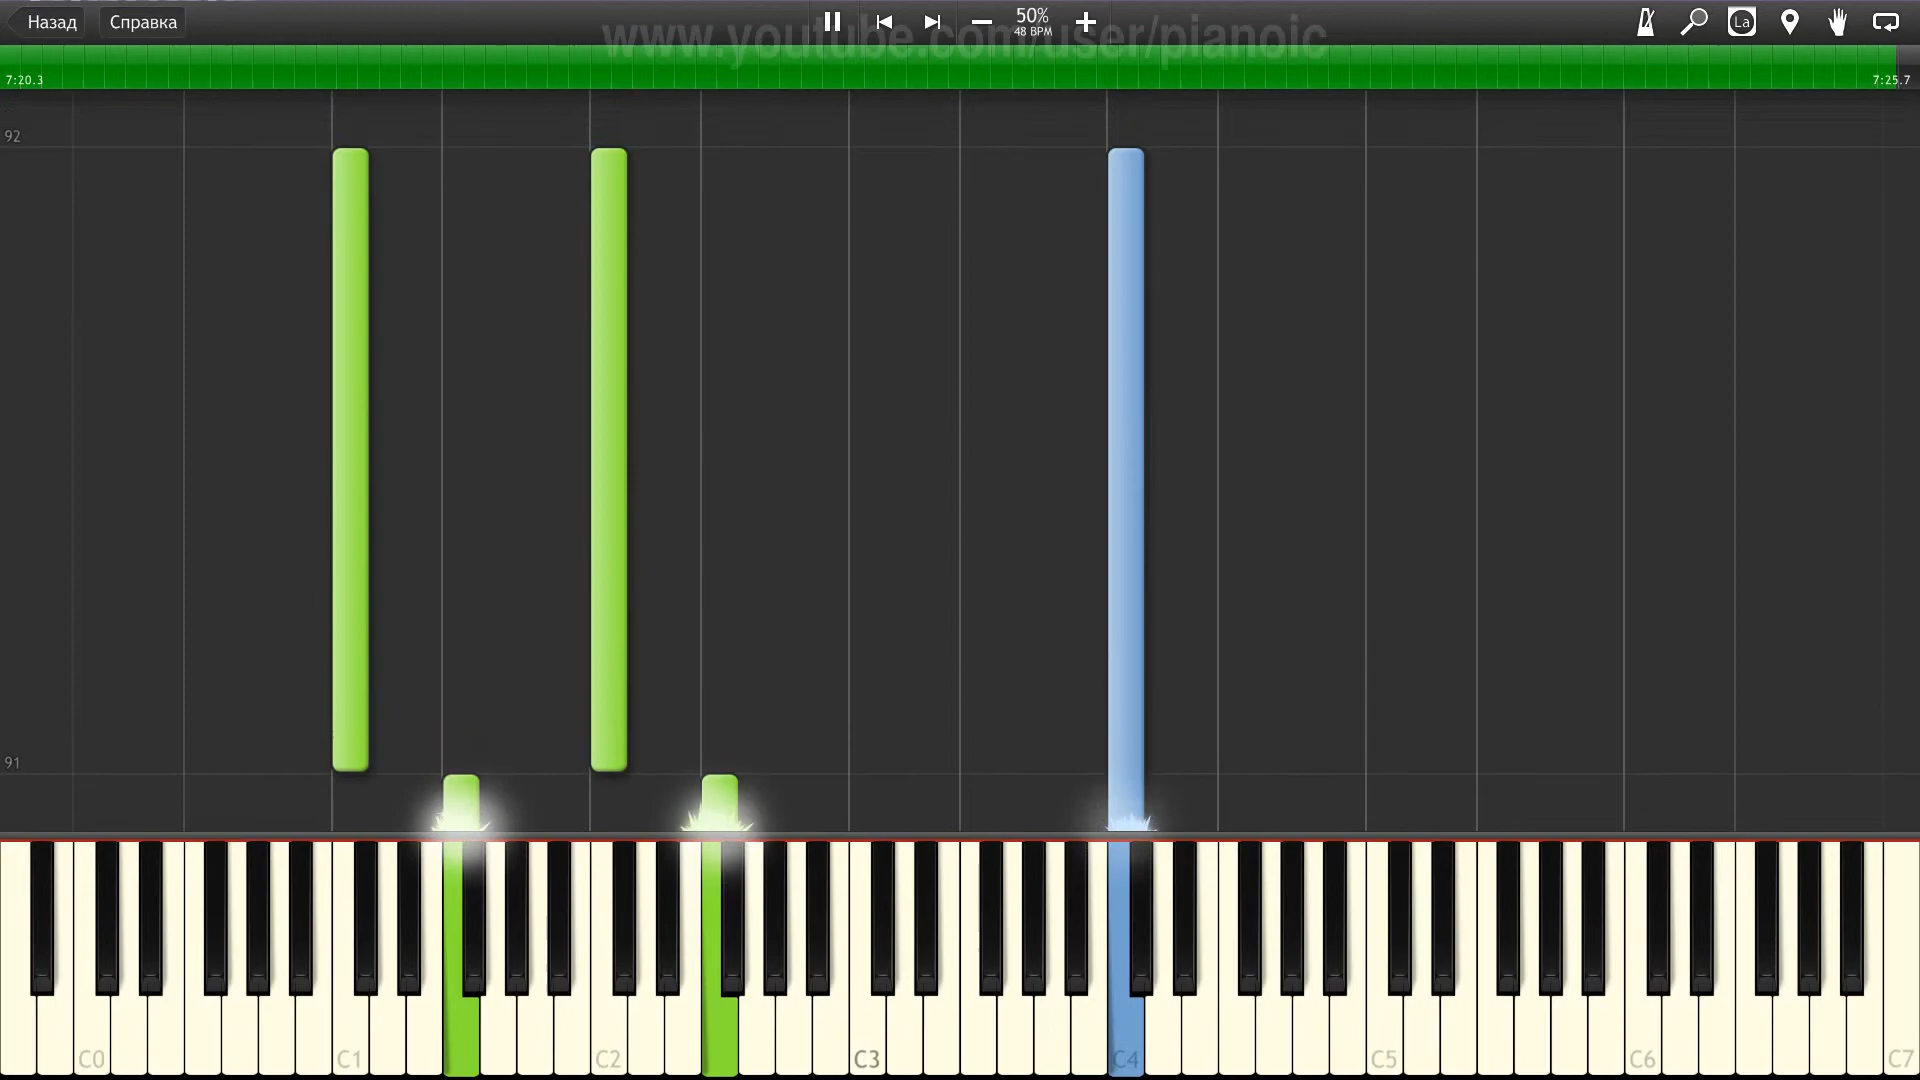 Назад Справка 50%
48 BPM La
www.youtube.com/user/pianoic
7:20.3 7:25.7
92
91
C0 C1 C2 C3 C4 C5 C6 C7